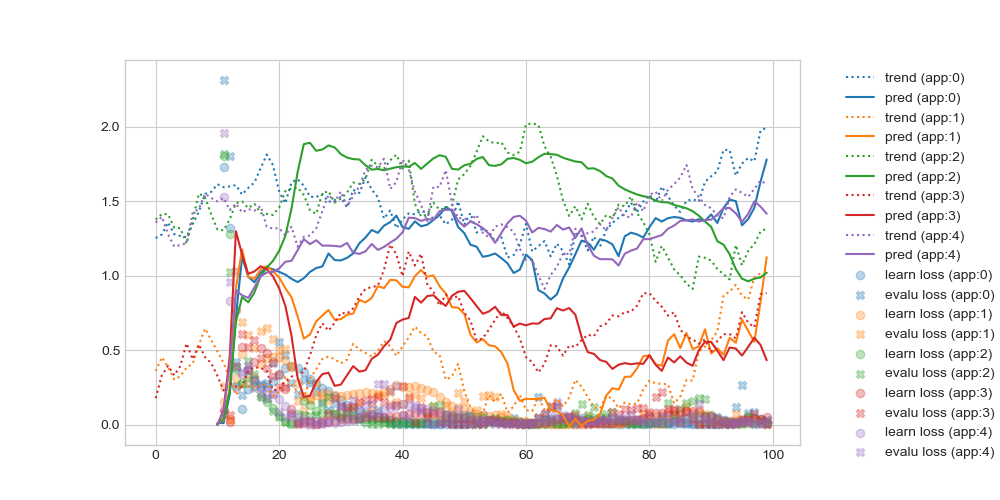 2.0
1.5
1.0
0.5
0.0
0
20
40
60
80
100
trend (app:0)
pred (app:0)
trend (app:1)
pred (app:1)
trend (app:2)
pred (app:2)
trend (app:3)
pred (app:3)
trend (app:4)
pred (app:4)
learn loss (app:0)
evalu loss (app:0)
learn loss (app:1)
evalu loss (app:1)
learn loss (app:2)
evalu loss (app:2)
learn loss (app:3)
evalu loss (app:3)
learn loss (app:4)
evalu loss (app:4)